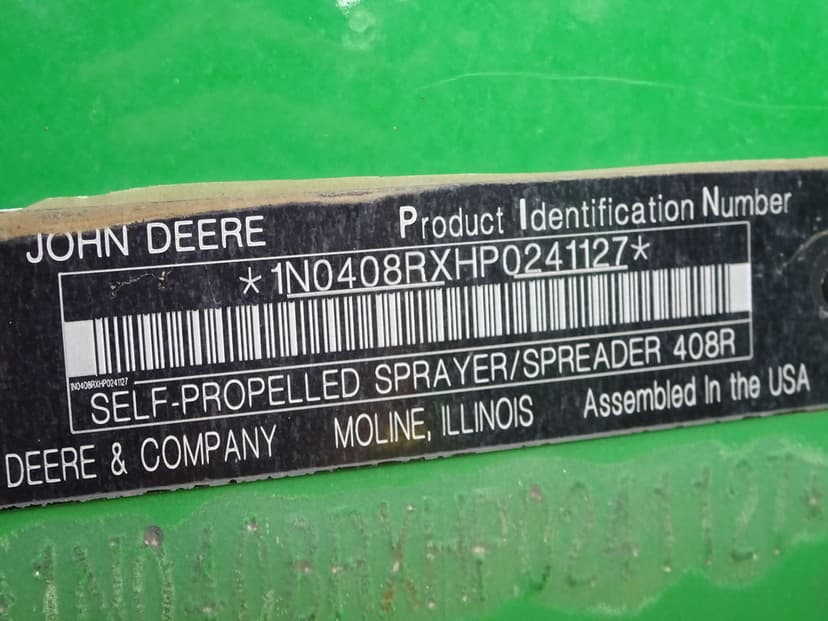 JOHN DEERE Product Identification Number
*1N0408RXHP0241127*
1N0408RXHP0241127
SELF-PROPELLED SPRAYER/SPREADER 408R
DEERE & COMPANY MOLINE, ILLINOIS Assembled In the USA
1N0408RXHP024112